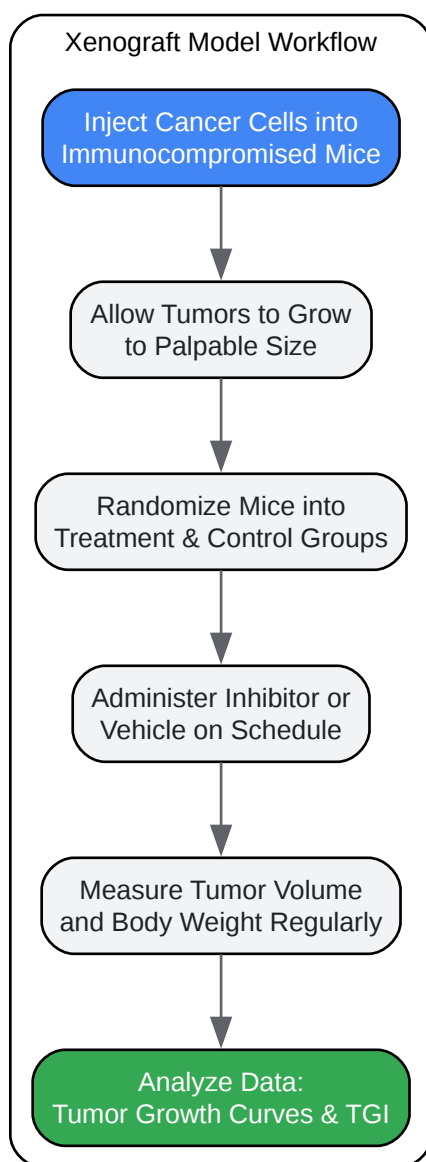 Xenograft Model Workflow
Inject Cancer Cells into
Immunocompromised Mice
Allow Tumors to Grow
to Palpable Size
Randomize Mice into
Treatment & Control Groups
Administer Inhibitor or
Vehicle on Schedule
Measure Tumor Volume
and Body Weight Regularly
Analyze Data:
Tumor Growth Curves & TGI